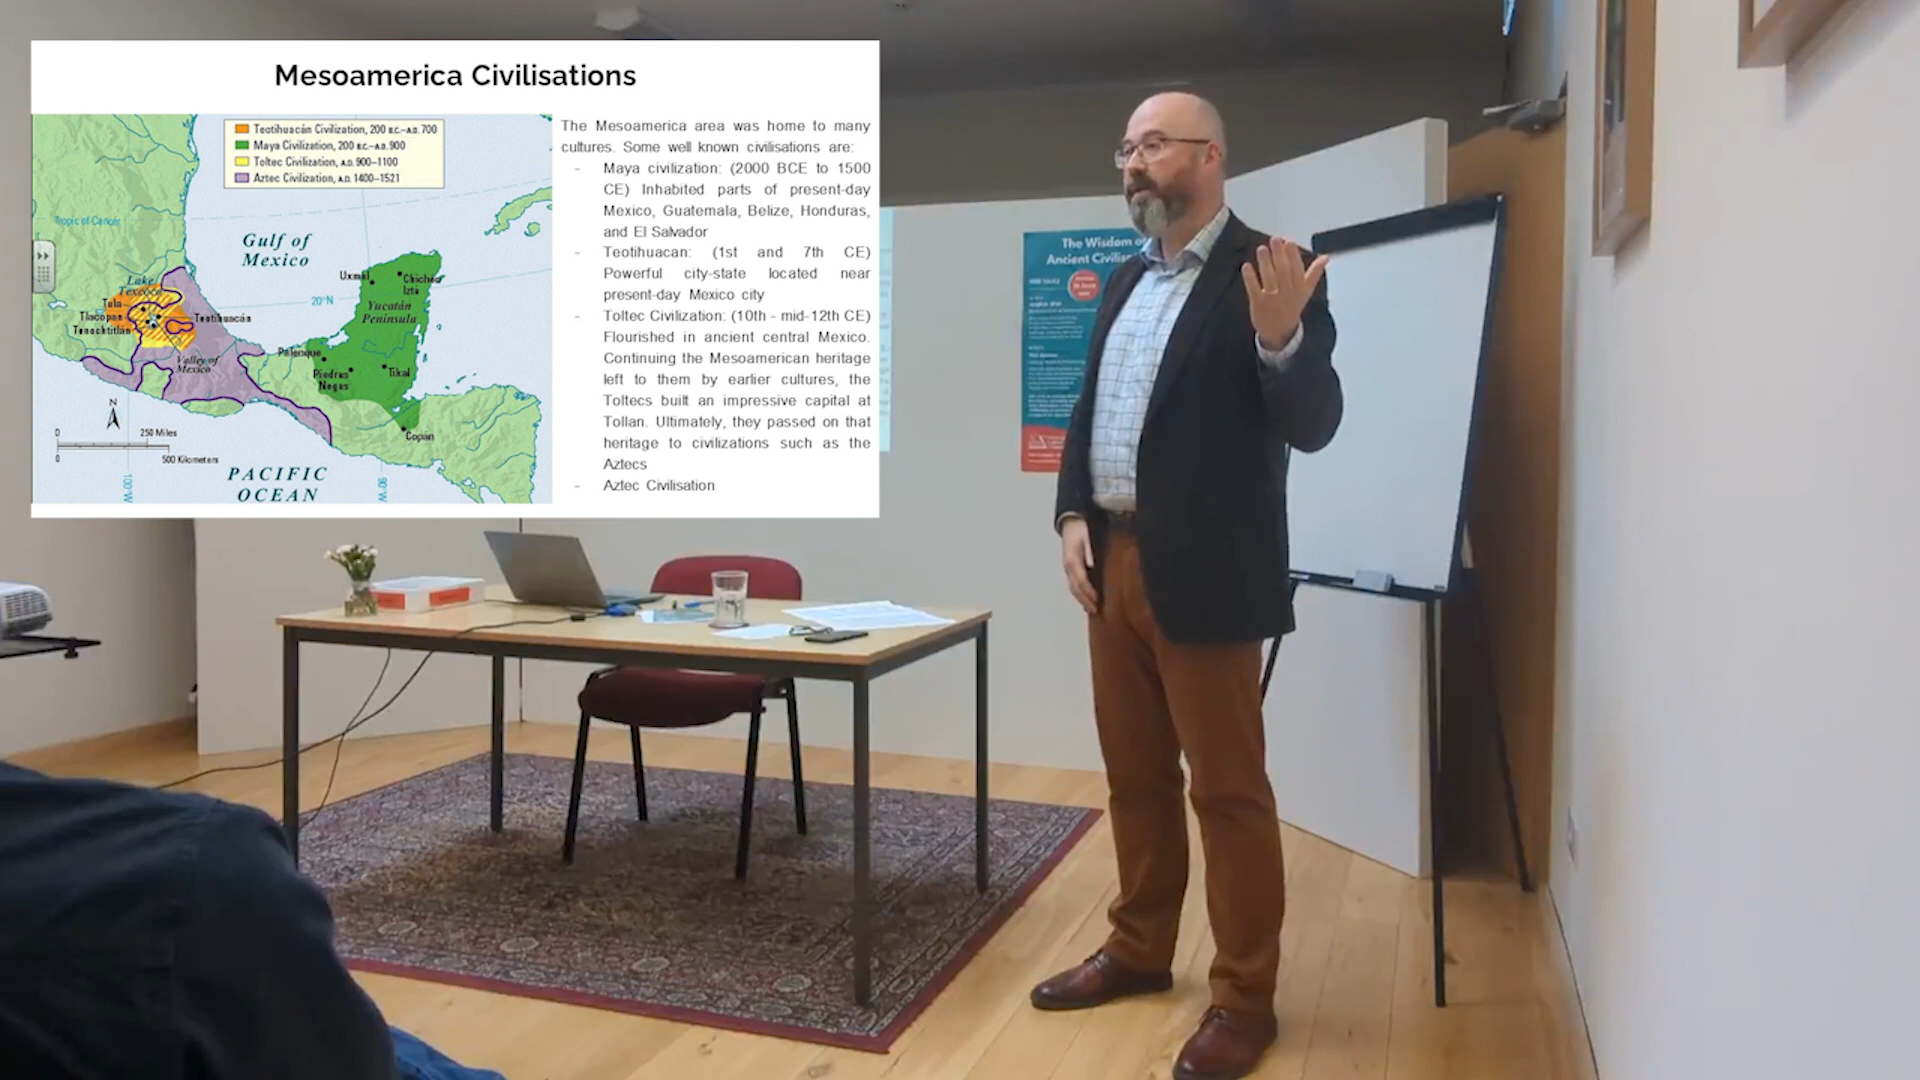 Mesoamerica Civilisations
Teotihuacán Civilization, 200 B.C.–A.D. 700
Maya Civilization, 200 B.C.–A.D. 900
Toltec Civilization, A.D. 900–1100
Aztec Civilization, A.D. 1400–1521
Tropic of Cancer
Gulf of
Mexico
Lake
Texcoco
Tula
Tlacopan
Tenochtitlán
Teotihuacán
Valley of
Mexico
20°N
Uxmal
Chichén
Itzá
Yucatán
Peninsula
Palenque
Piedras
Negas
Tikal
Copán
N
0 250 Miles
0 500 Kilometers
PACIFIC
OCEAN
100°W
90°W
The Mesoamerica area was home to many
cultures. Some well known civilisations are:
- Maya civilization: (2000 BCE to 1500
CE) Inhabited parts of present-day
Mexico, Guatemala, Belize, Honduras,
and El Salvador
- Teotihuacan: (1st and 7th CE)
Powerful city-state located near
present-day Mexico city
- Toltec Civilization: (10th - mid-12th CE)
Flourished in ancient central Mexico.
Continuing the Mesoamerican heritage
left to them by earlier cultures, the
Toltecs built an impressive capital at
Tollan. Ultimately, they passed on that
heritage to civilizations such as the
Aztecs
- Aztec Civilisation
The Wisdom of
Ancient